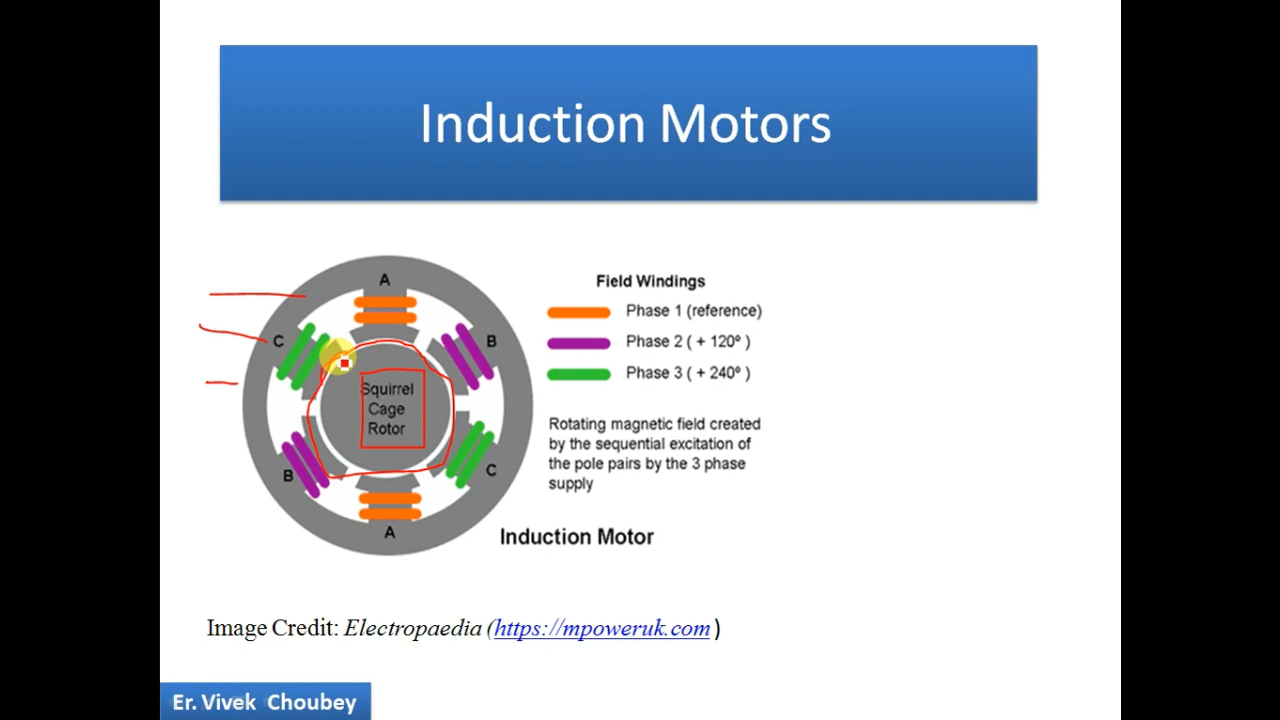 Induction Motors
A
C
B
Squirrel
Cage
Rotor
B
C
A
Field Windings
Phase 1 (reference)
Phase 2 ( + 120º )
Phase 3 ( + 240º )
Rotating magnetic field created
by the sequential excitation of
the pole pairs by the 3 phase
supply
Induction Motor
Image Credit: Electropaedia (https://mpoweruk.com )
Er. Vivek Choubey